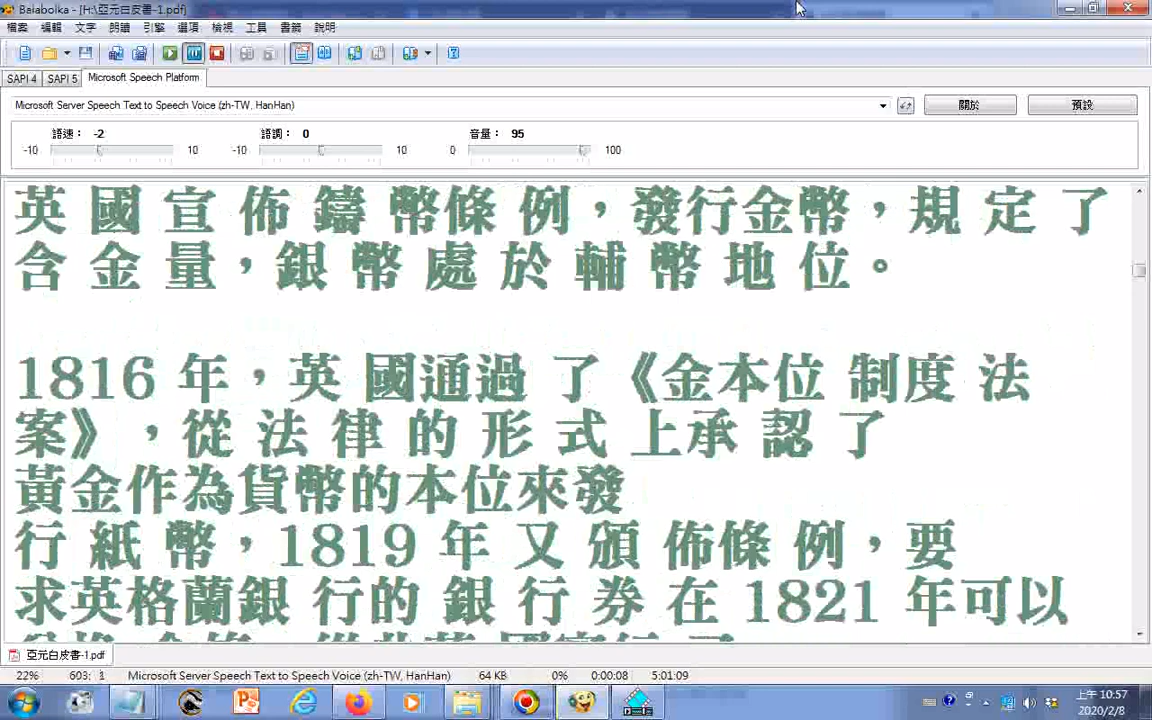 Balabolka - [H:\亞元白皮書-1.pdf]
檔案 編輯 文字 朗讀 引擎 選項 檢視 工具 書籤 說明
SAPI 4 SAPI 5 Microsoft Speech Platform
Microsoft Server Speech Text to Speech Voice (zh-TW, HanHan) 關於 預設
語速： -2 語調： 0 音量： 95
-10 10 -10 10 0 100
英 國 宣 佈 鑄 幣條 例，發行金幣，規 定 了
含 金 量，銀 幣 處 於 輔 幣 地 位。
1816 年，英 國通過 了《金本位 制度 法
案》，從 法 律 的 形 式 上承 認 了
黃金作為貨幣的本位來發
行 紙 幣，1819 年 又 頒 佈條 例，要
求英格蘭銀 行的 銀 行 券 在 1821 年可以
亞元白皮書-1.pdf
22% 603: 1 Microsoft Server Speech Text to Speech Voice (zh-TW, HanHan) 64 KB 0% 0:00:08 5:01:09
上午 10:57
2020/2/8